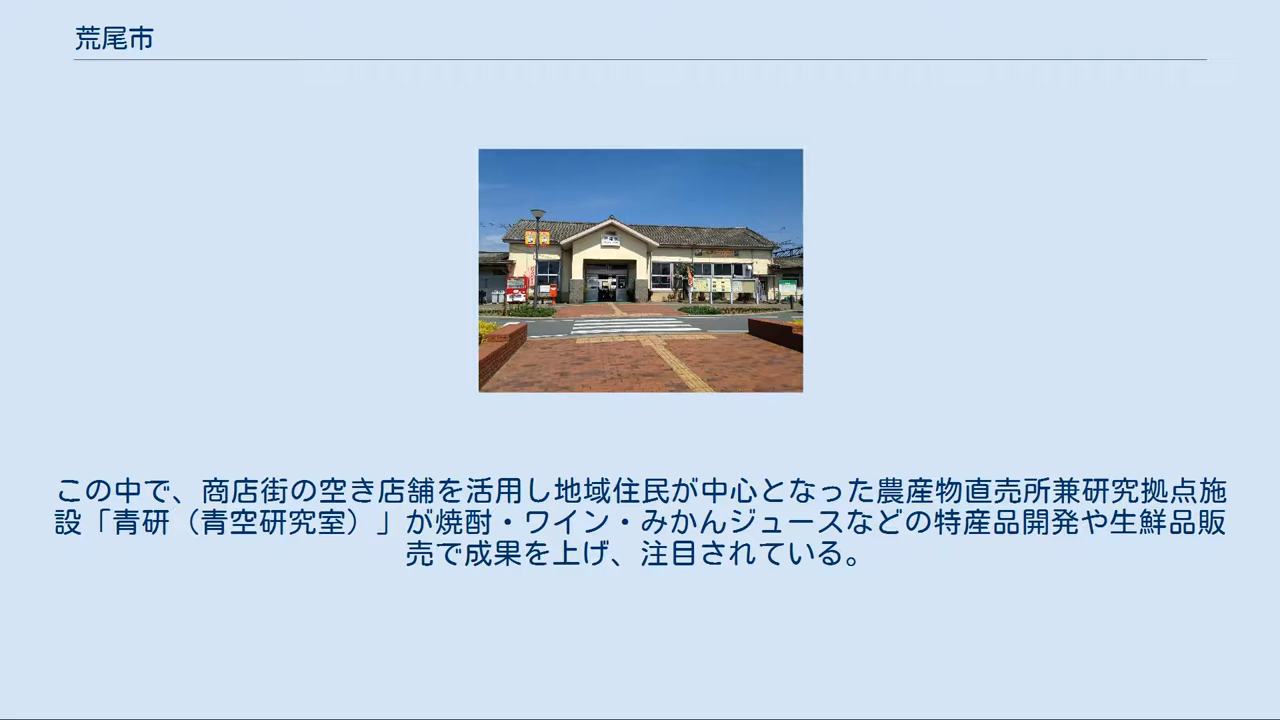 荒尾市
この中で、商店街の空き店舗を活用し地域住民が中心となった農産物直売所兼研究拠点施
設「青研（青空研究室）」が焼酎・ワイン・みかんジュースなどの特産品開発や生鮮品販
売で成果を上げ、注目されている。